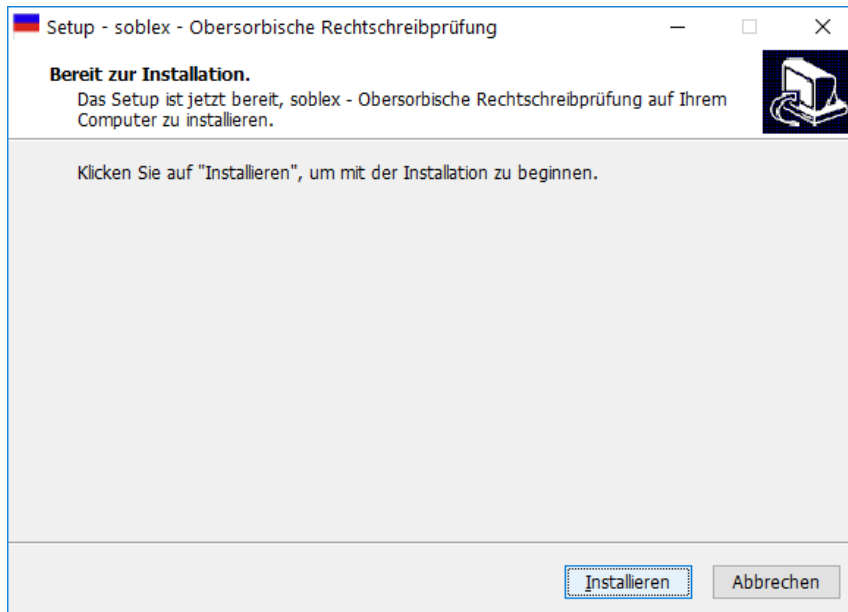 Setup - soblex - Obersorbische Rechtschreibprüfung
Bereit zur Installation.
Das Setup ist jetzt bereit, soblex - Obersorbische Rechtschreibprüfung auf Ihrem
Computer zu installieren.
Klicken Sie auf "Installieren", um mit der Installation zu beginnen.
Installieren
Abbrechen